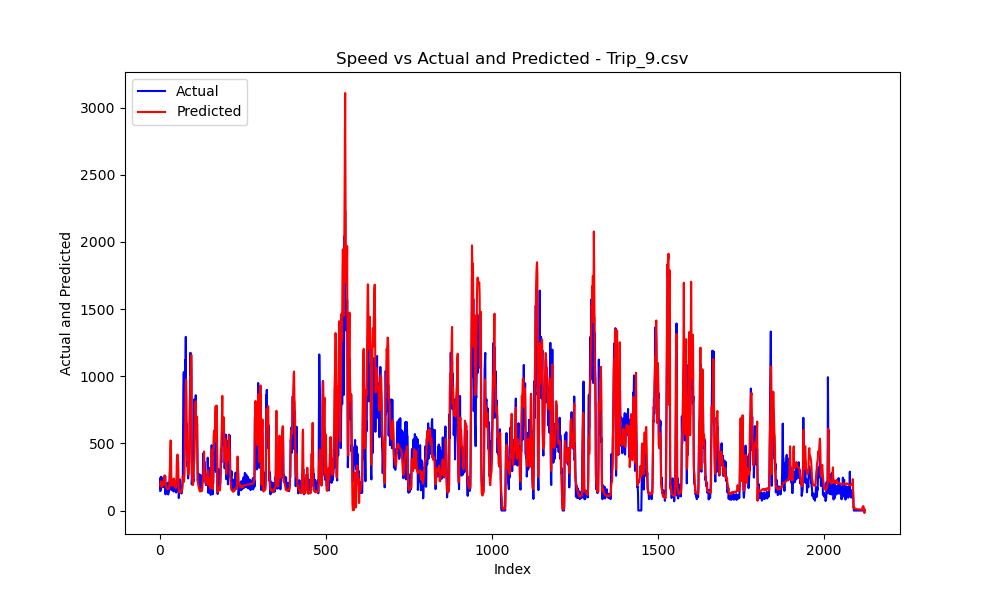 Speed vs Actual and Predicted - Trip_9.csv
Actual
Predicted
3000
2500
2000
1500
1000
500
0
Actual and Predicted
0
500
1000
1500
2000
Index